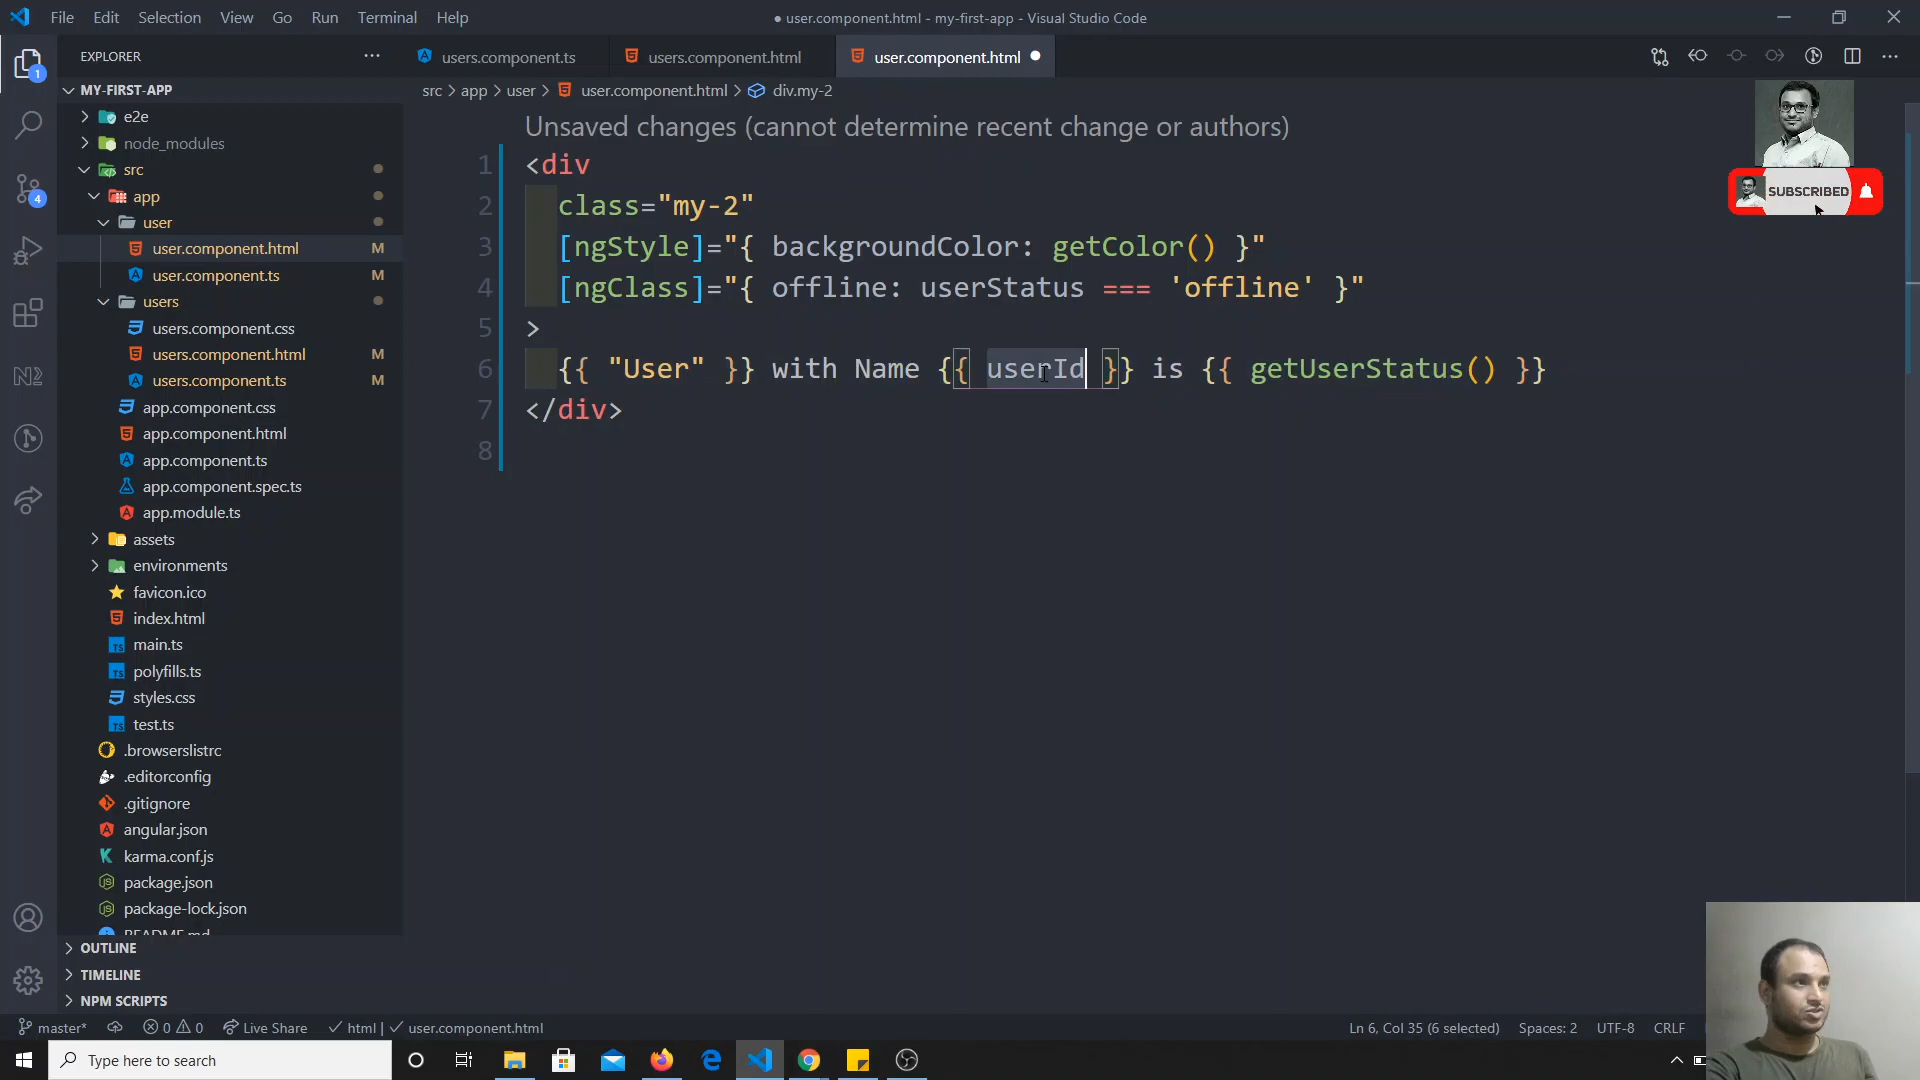 File Edit Selection View Go Run Terminal Help
● user.component.html - my-first-app - Visual Studio Code
EXPLORER
users.component.ts
users.component.html
user.component.html
MY-FIRST-APP
src > app > user > user.component.html > div.my-2
e2e
node_modules
src
app
user
user.component.html M
user.component.ts M
users
users.component.css
users.component.html M
users.component.ts M
app.component.css
app.component.html
app.component.ts
app.component.spec.ts
app.module.ts
assets
environments
favicon.ico
index.html
main.ts
polyfills.ts
styles.css
test.ts
.browserslistrc
.editorconfig
.gitignore
angular.json
karma.conf.js
package.json
package-lock.json
README.md
OUTLINE
TIMELINE
NPM SCRIPTS
1
4
Unsaved changes (cannot determine recent change or authors)
1 <div
2 class="my-2"
3 [ngStyle]="{ backgroundColor: getColor() }"
4 [ngClass]="{ offline: userStatus === 'offline' }"
5 >
6 {{ "User" }} with Name {{ userId }} is {{ getUserStatus() }}
7 </div>
8
SUBSCRIBED
master* 0 0 Live Share html | user.component.html
Ln 6, Col 35 (6 selected) Spaces: 2 UTF-8 CRLF
Type here to search